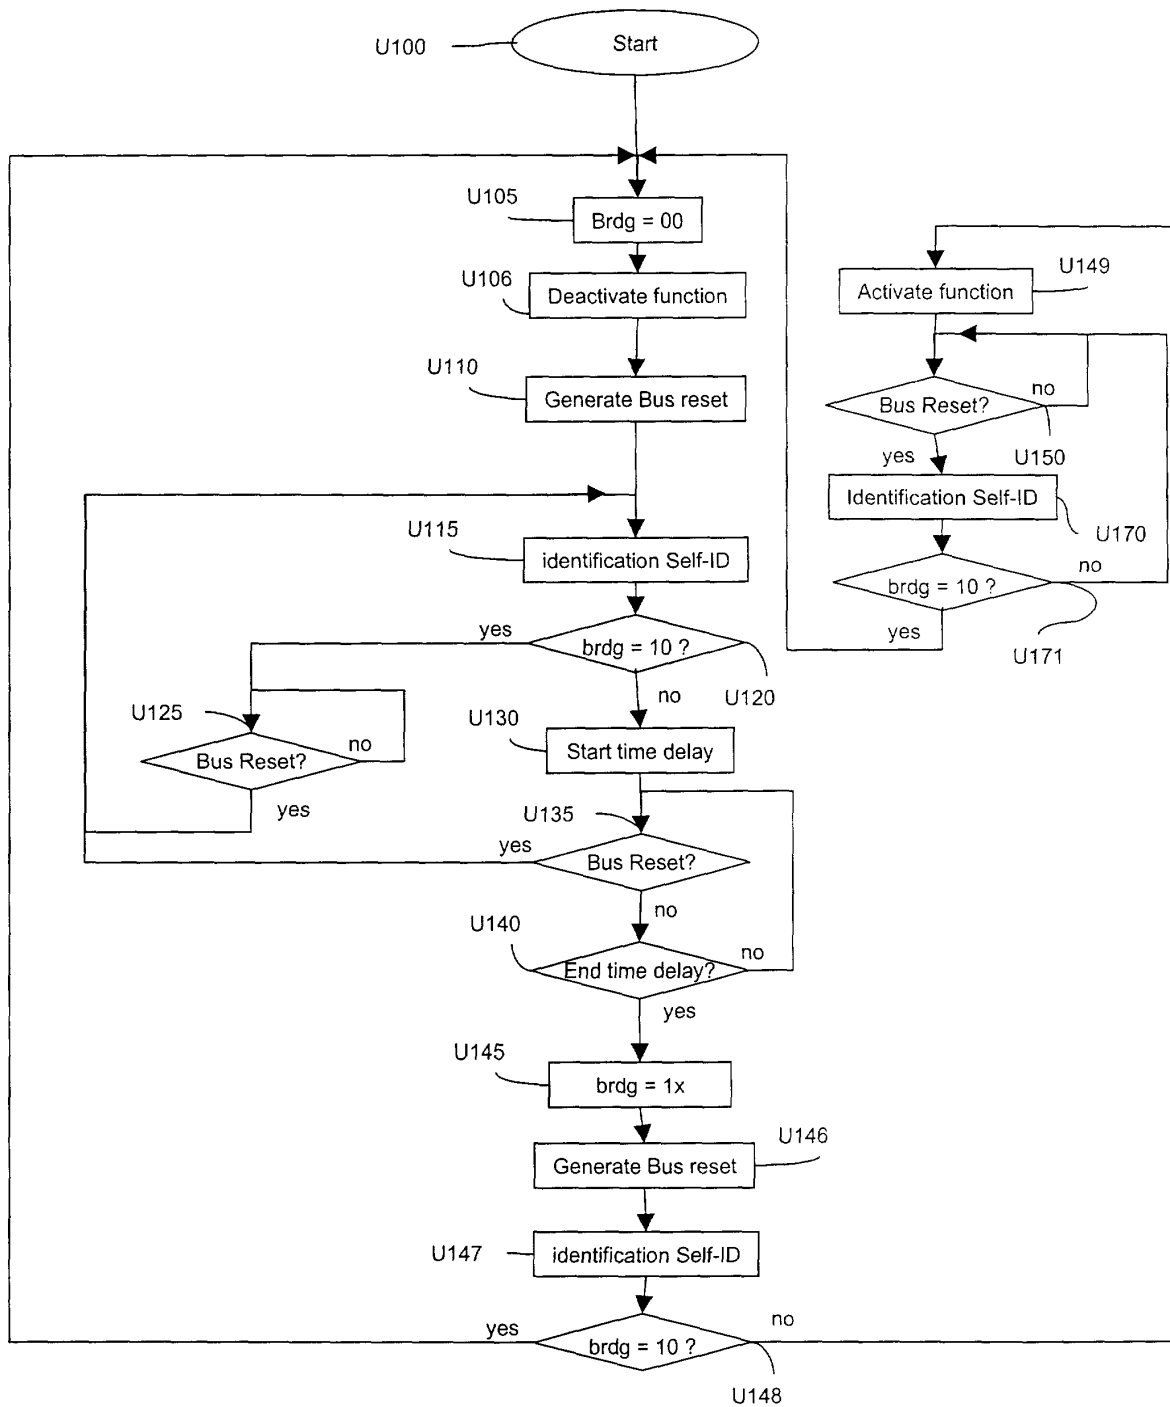 Start
U100
U105
Brdg = 00
U106
Deactivate function
U110
Generate Bus reset
U115
identification Self-ID
yes
brdg = 10 ?
U120
no
U125
Bus Reset?
no
yes
U130
Start time delay
U135
yes
Bus Reset?
no
U140
End time delay?
no
yes
U145
brdg = 1x
U146
Generate Bus reset
U147
identification Self-ID
yes
brdg = 10 ?
no
U148
U149
Activate function
Bus Reset?
no
U150
yes
Identification Self-ID
U170
brdg = 10 ?
no
yes
U171